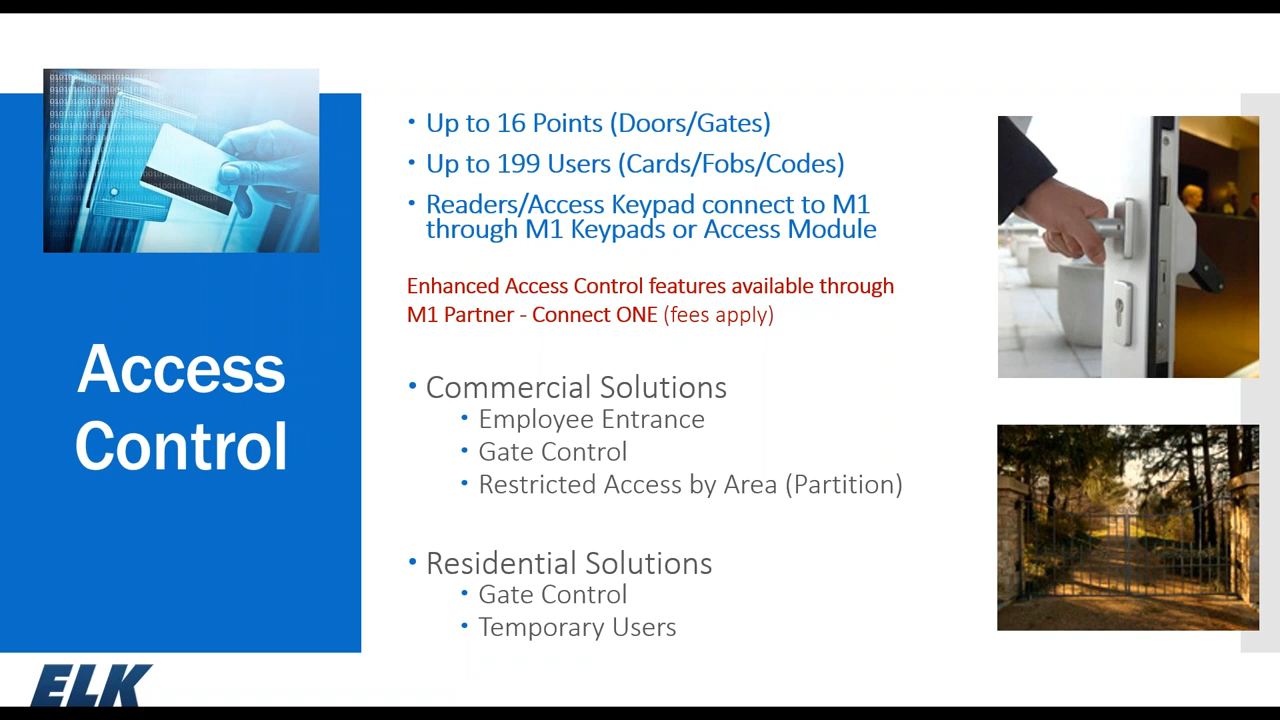 Access
Control
• Up to 16 Points (Doors/Gates)
• Up to 199 Users (Cards/Fobs/Codes)
• Readers/Access Keypad connect to M1
through M1 Keypads or Access Module
Enhanced Access Control features available through
M1 Partner - Connect ONE (fees apply)
• Commercial Solutions
• Employee Entrance
• Gate Control
• Restricted Access by Area (Partition)
• Residential Solutions
• Gate Control
• Temporary Users
ELK